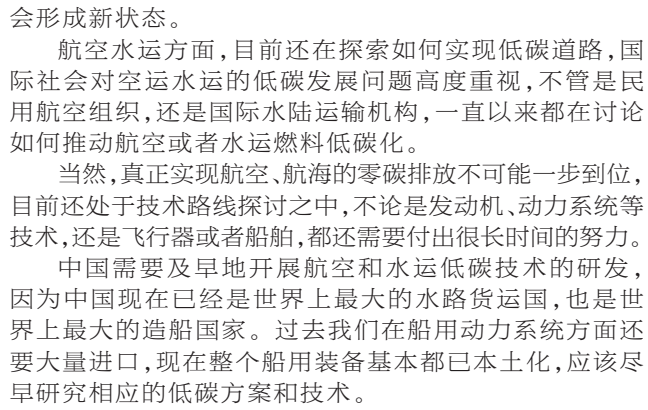 会形成新状态。
航空水运方面,目前还在探索如何实现低碳道路,国
际社会对空运水运的低碳发展问题高度重视,不管是民
用航空组织,还是国际水陆运输机构,一直以来都在讨论
如何推动航空或者水运燃料低碳化。
当然,真正实现航空、航海的零碳排放不可能一步到位,
目前还处于技术路线探讨之中,不论是发动机、动力系统等
技术,还是飞行器或者船舶,都还需要付出很长时间的努力。
中国需要及早地开展航空和水运低碳技术的研发,
因为中国现在已经是世界上最大的水路货运国,也是世
界上最大的造船国家。过去我们在船用动力系统方面还
要大量进口,现在整个船用装备基本都已本土化,应该尽
早研究相应的低碳方案和技术。